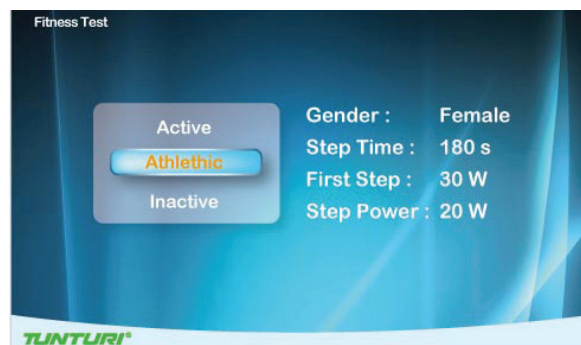 Fitness Test
Active
Athlethic
Inactive
Gender : Female
Step Time : 180 s
First Step : 30 W
Step Power : 20 W
TUNTURI®